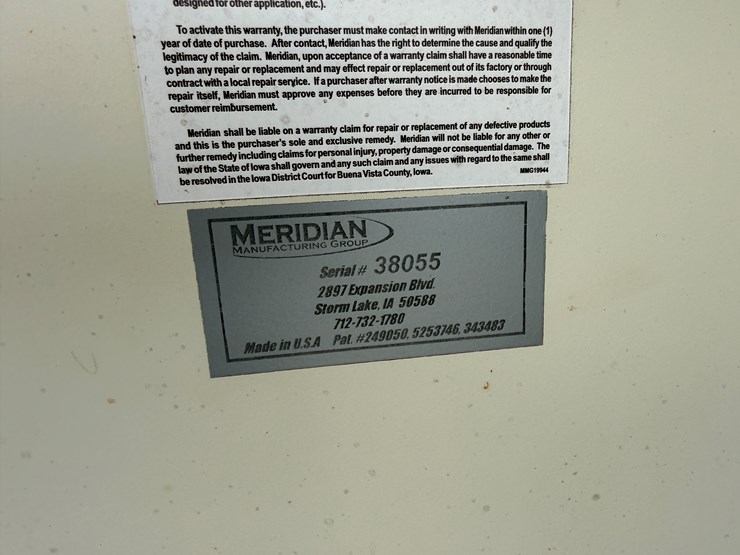 designed for other application, etc.).
To activate this warranty, the purchaser must make contact in writing with Meridian within one (1)
year of date of purchase. After contact, Meridian has the right to determine the cause and qualify the
legitimacy of the claim. Meridian, upon acceptance of a warranty claim shall have a reasonable time
to plan any repair or replacement and may effect repair or replacement out of its factory or through
contract with a local repair service. If a purchaser after warranty notice is made chooses to make the
repair itself, Meridian must approve any expenses before they are incurred to be responsible for
customer reimbursement.
Meridian shall be liable on a warranty claim for repair or replacement of any defective products
and this is the purchaser's sole and exclusive remedy. Meridian will not be liable for any other or
further remedy including claims for personal injury, property damage or consequential damage. The
law of the State of Iowa shall govern and any such claim and any issues with regard to the same shall
be resolved in the Iowa District Court for Buena Vista County, Iowa.
MMG19944
MERIDIAN
MANUFACTURING GROUP
Serial # 38055
2897 Expansion Blvd.
Storm Lake, IA 50588
712-732-1780
Made in U.S.A Pat. #249050, 5253746, 343483